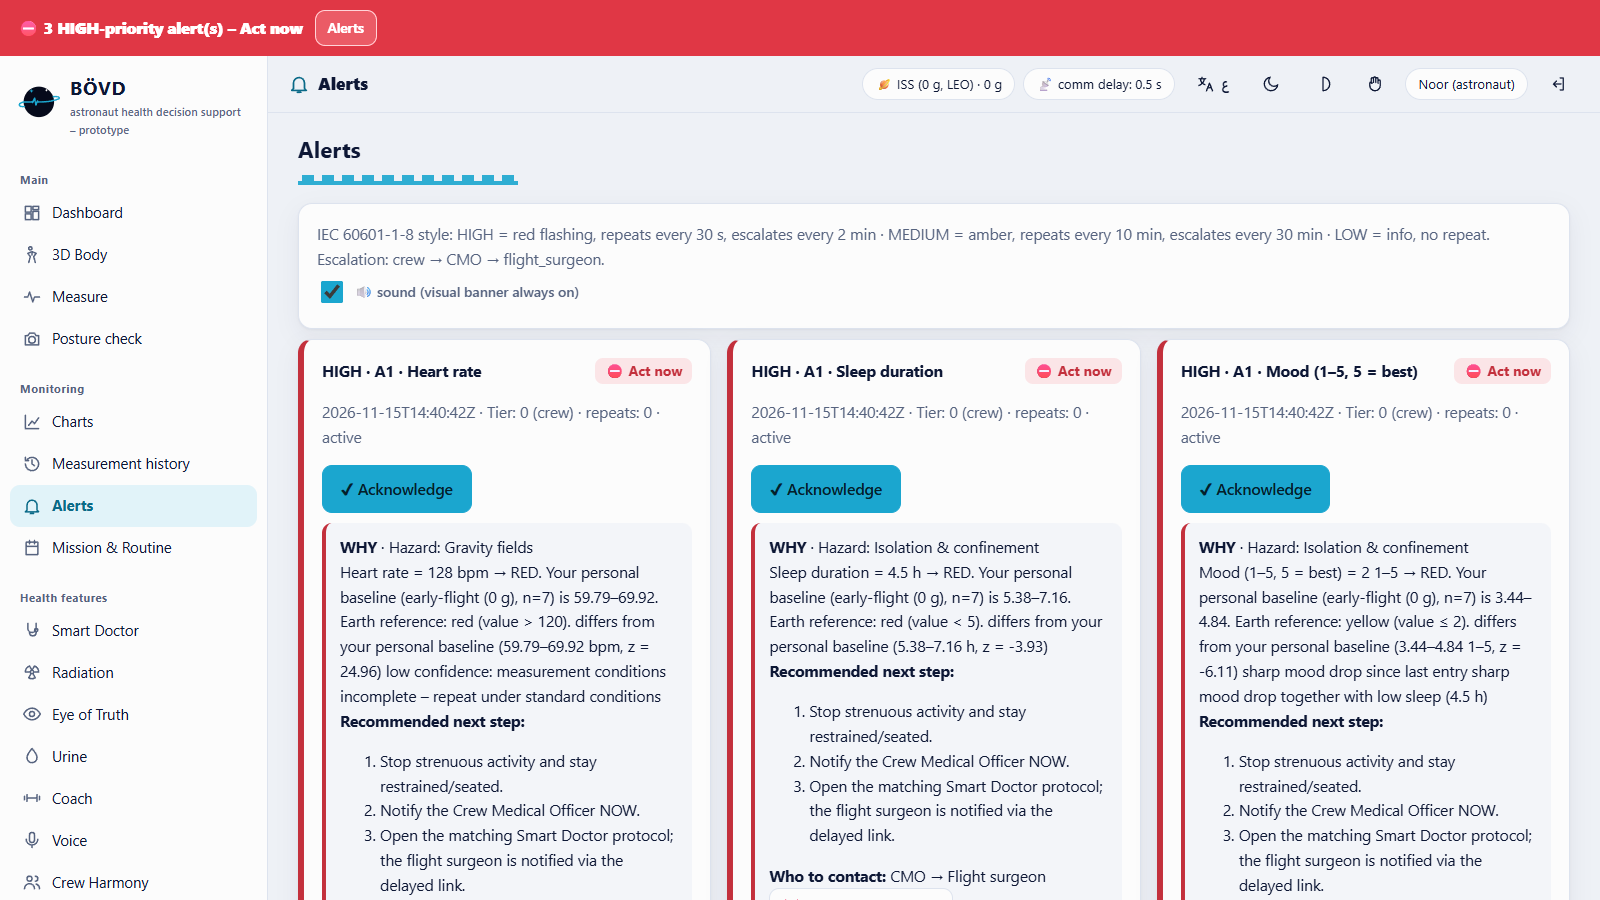 3 HIGH-priority alert(s) – Act now
Alerts
BÖVD
astronaut health decision support
– prototype
Main
Dashboard
3D Body
Measure
Posture check
Monitoring
Charts
Measurement history
Alerts
Mission & Routine
Health features
Smart Doctor
Radiation
Eye of Truth
Urine
Coach
Voice
Crew Harmony
Alerts
ISS (0 g, LEO) · 0 g
comm delay: 0.5 s
ع
Noor (astronaut)
Alerts
IEC 60601-1-8 style: HIGH = red flashing, repeats every 30 s, escalates every 2 min · MEDIUM = amber, repeats every 10 min, escalates every 30 min · LOW = info, no repeat.
Escalation: crew → CMO → flight_surgeon.
sound (visual banner always on)
HIGH · A1 · Heart rate
Act now
2026-11-15T14:40:42Z · Tier: 0 (crew) · repeats: 0 ·
active
✓ Acknowledge
WHY · Hazard: Gravity fields
Heart rate = 128 bpm → RED. Your personal
baseline (early-flight (0 g), n=7) is 59.79–69.92.
Earth reference: red (value > 120). differs from
your personal baseline (59.79–69.92 bpm, z =
24.96) low confidence: measurement conditions
incomplete – repeat under standard conditions
Recommended next step:
1. Stop strenuous activity and stay
restrained/seated.
2. Notify the Crew Medical Officer NOW.
3. Open the matching Smart Doctor protocol;
the flight surgeon is notified via the
delayed link.
HIGH · A1 · Sleep duration
Act now
2026-11-15T14:40:42Z · Tier: 0 (crew) · repeats: 0 ·
active
✓ Acknowledge
WHY · Hazard: Isolation & confinement
Sleep duration = 4.5 h → RED. Your personal
baseline (early-flight (0 g), n=7) is 5.38–7.16.
Earth reference: red (value < 5). differs from your
personal baseline (5.38–7.16 h, z = -3.93)
Recommended next step:
1. Stop strenuous activity and stay
restrained/seated.
2. Notify the Crew Medical Officer NOW.
3. Open the matching Smart Doctor protocol;
the flight surgeon is notified via the
delayed link.
Who to contact: CMO → Flight surgeon
HIGH · A1 · Mood (1–5, 5 = best)
Act now
2026-11-15T14:40:42Z · Tier: 0 (crew) · repeats: 0 ·
active
✓ Acknowledge
WHY · Hazard: Isolation & confinement
Mood (1–5, 5 = best) = 2 1–5 → RED. Your
personal baseline (early-flight (0 g), n=7) is 3.44–
4.84. Earth reference: yellow (value ≤ 2). differs
from your personal baseline (3.44–4.84 1–5, z =
-6.11) sharp mood drop since last entry sharp
mood drop together with low sleep (4.5 h)
Recommended next step:
1. Stop strenuous activity and stay
restrained/seated.
2. Notify the Crew Medical Officer NOW.
3. Open the matching Smart Doctor protocol;
the flight surgeon is notified via the
delayed link.